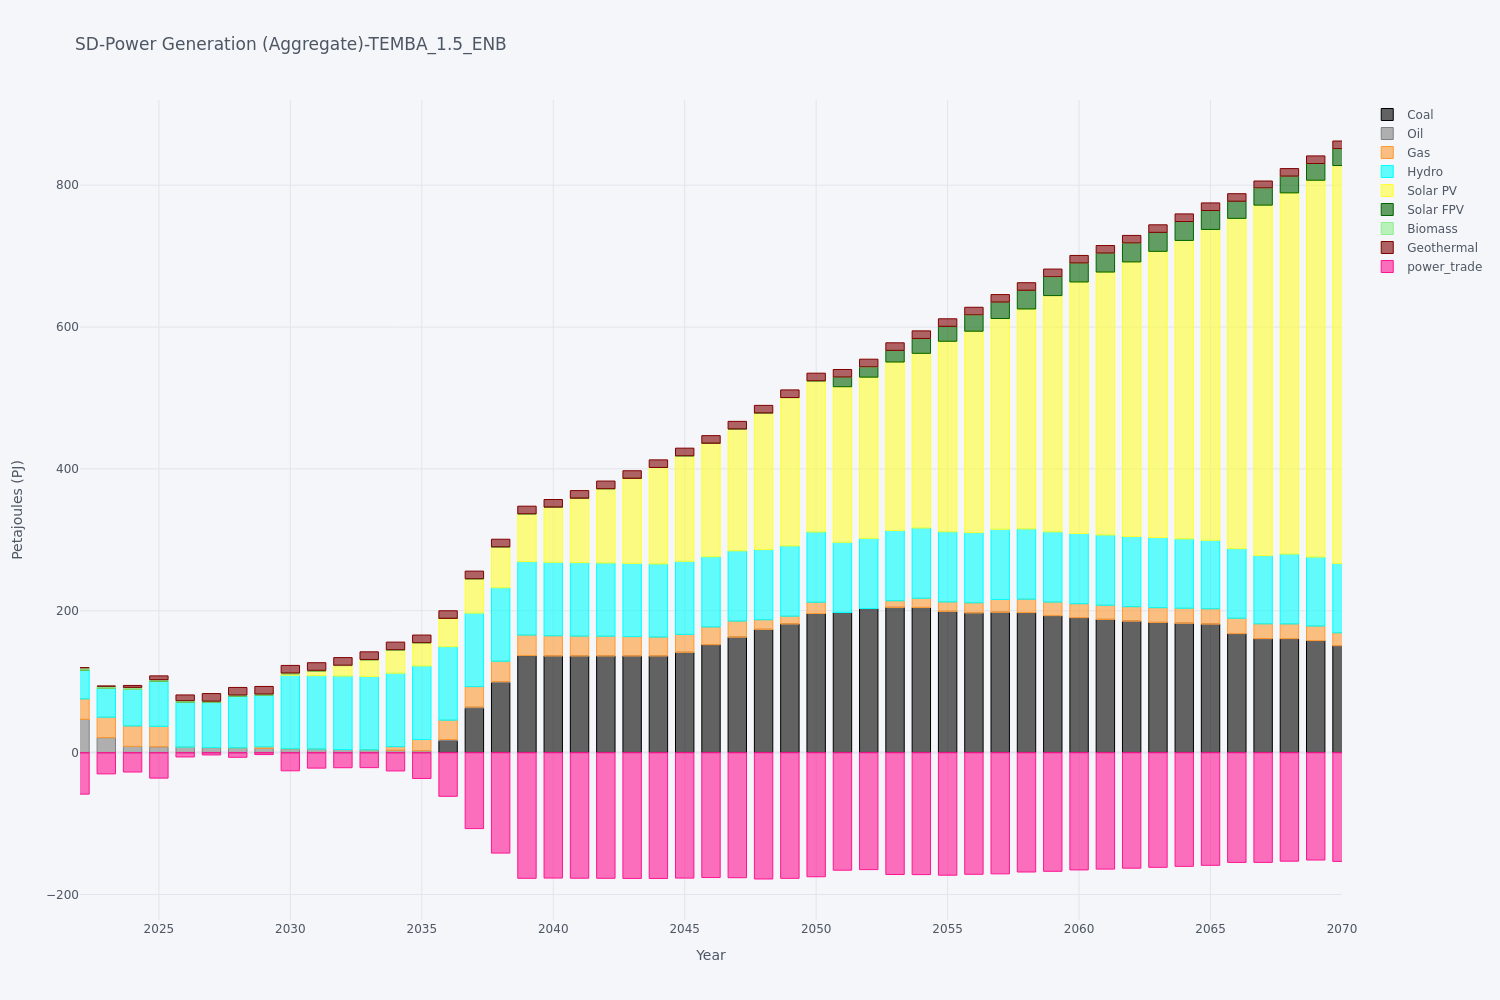 SD-Power Generation (Aggregate)-TEMBA_1.5_ENB
Coal
Oil
Gas
Hydro
Solar PV
Solar FPV
Biomass
Geothermal
power_trade
Petajoules (PJ)
800
600
400
200
0
−200
2025
2030
2035
2040
2045
2050
2055
2060
2065
2070
Year